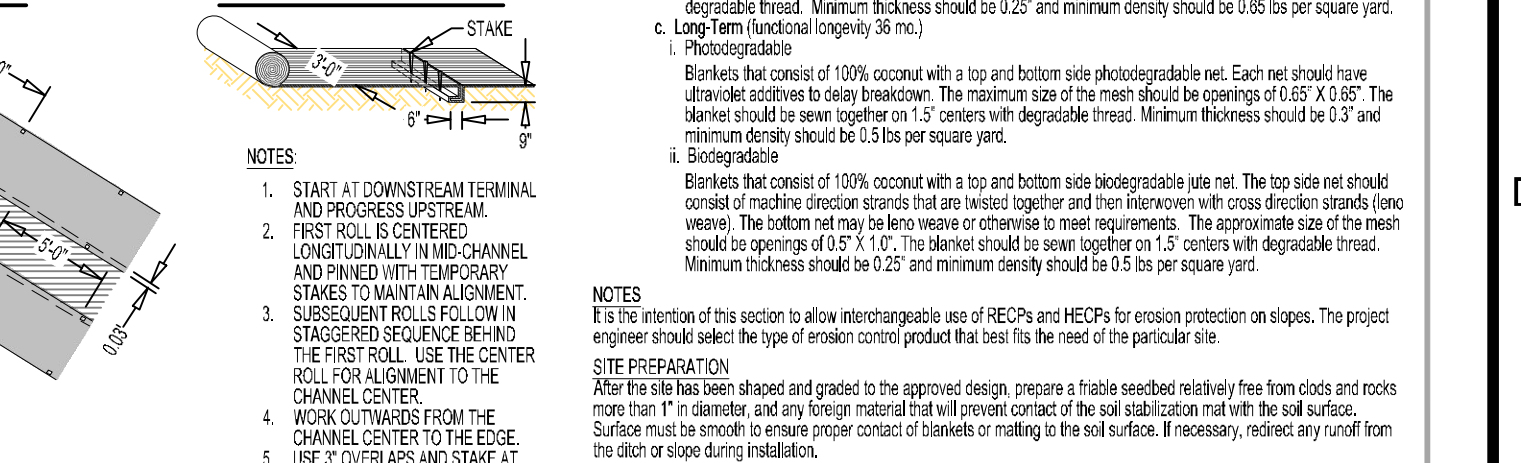 0"
5'-0"
0.03'
STAKE
3'-0"
6"
9"
NOTES:
1. START AT DOWNSTREAM TERMINAL
AND PROGRESS UPSTREAM.
2. FIRST ROLL IS CENTERED
LONGITUDINALLY IN MID-CHANNEL
AND PINNED WITH TEMPORARY
STAKES TO MAINTAIN ALIGNMENT.
3. SUBSEQUENT ROLLS FOLLOW IN
STAGGERED SEQUENCE BEHIND
THE FIRST ROLL. USE THE CENTER
ROLL FOR ALIGNMENT TO THE
CHANNEL CENTER.
4. WORK OUTWARDS FROM THE
CHANNEL CENTER TO THE EDGE.
5. USE 3" OVERLAPS AND STAKE AT
degradable thread. Minimum thickness should be 0.25" and minimum density should be 0.65 lbs per square yard.
c. Long-Term (functional longevity 36 mo.)
i. Photodegradable
Blankets that consist of 100% coconut with a top and bottom side photodegradable net. Each net should have
ultraviolet additives to delay breakdown. The maximum size of the mesh should be openings of 0.65" X 0.65". The
blanket should be sewn together on 1.5" centers with degradable thread. Minimum thickness should be 0.3" and
minimum density should be 0.5 lbs per square yard.
ii. Biodegradable
Blankets that consist of 100% coconut with a top and bottom side biodegradable jute net. The top side net should
consist of machine direction strands that are twisted together and then interwoven with cross direction strands (leno
weave). The bottom net may be leno weave or otherwise to meet requirements. The approximate size of the mesh
should be openings of 0.5" X 1.0". The blanket should be sewn together on 1.5" centers with degradable thread.
Minimum thickness should be 0.25" and minimum density should be 0.5 lbs per square yard.
NOTES
It is the intention of this section to allow interchangeable use of RECPs and HECPs for erosion protection on slopes. The project
engineer should select the type of erosion control product that best fits the need of the particular site.
SITE PREPARATION
After the site has been shaped and graded to the approved design, prepare a friable seedbed relatively free from clods and rocks
more than 1" in diameter, and any foreign material that will prevent contact of the soil stabilization mat with the soil surface.
Surface must be smooth to ensure proper contact of blankets or matting to the soil surface. If necessary, redirect any runoff from
the ditch or slope during installation.